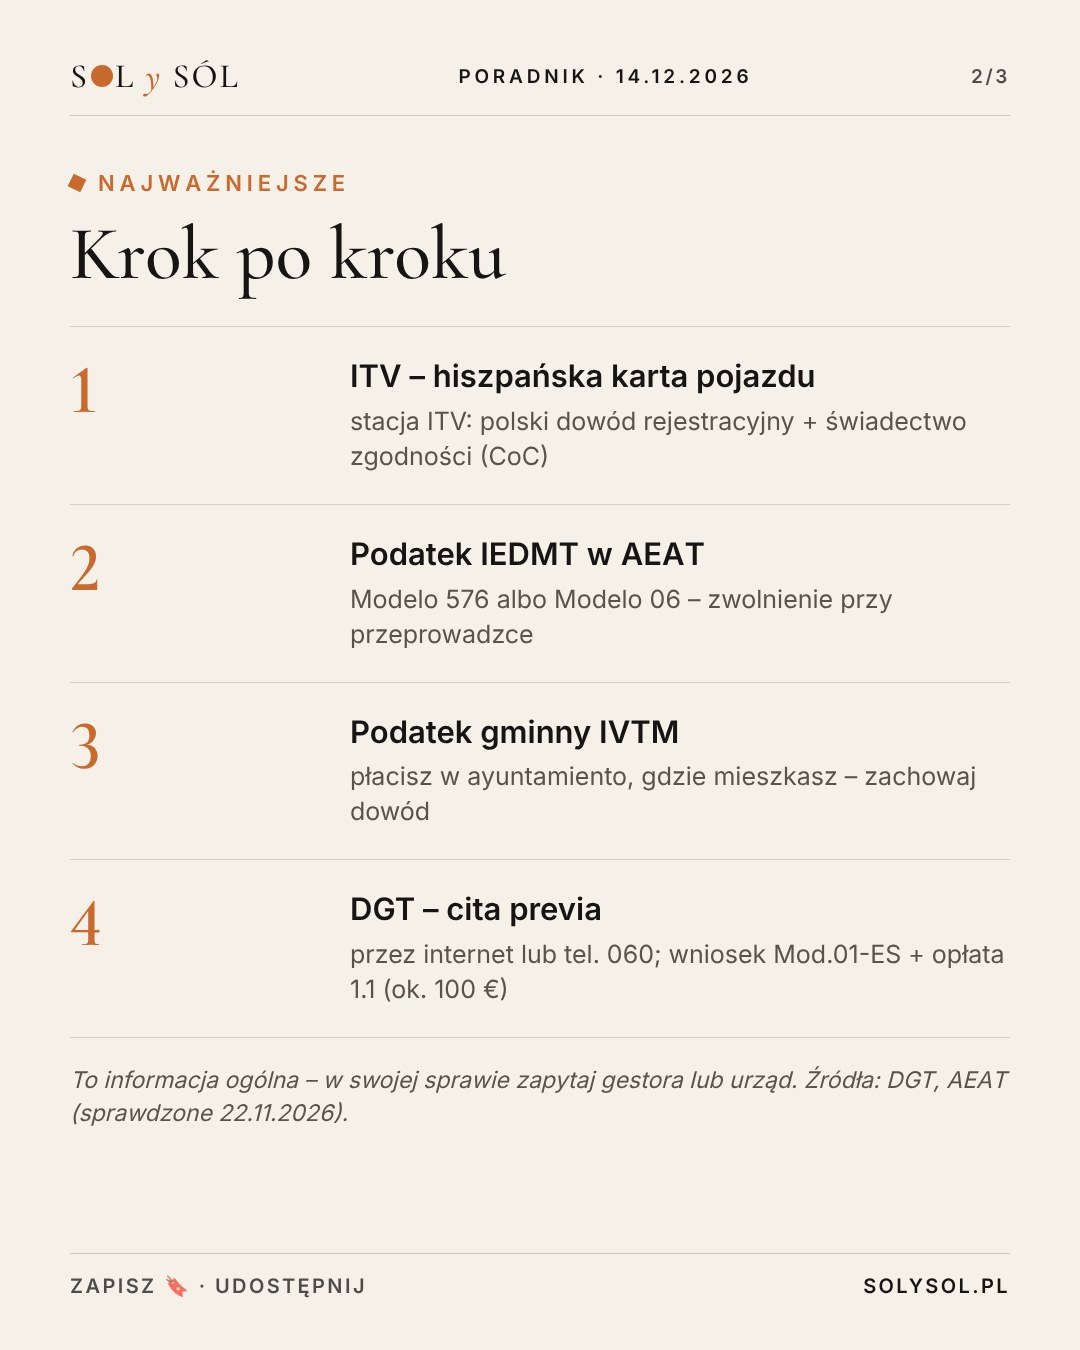 SOL y SÓL
PORADNIK · 14.12.2026
2/3
NAJWAŻNIEJSZE
Krok po kroku
1
ITV – hiszpańska karta pojazdu
stacja ITV: polski dowód rejestracyjny + świadectwo
zgodności (CoC)
2
Podatek IEDMT w AEAT
Modelo 576 albo Modelo 06 – zwolnienie przy
przeprowadzce
3
Podatek gminny IVTM
płacisz w ayuntamiento, gdzie mieszkasz – zachowaj
dowód
4
DGT – cita previa
przez internet lub tel. 060; wniosek Mod.01-ES + opłata
1.1 (ok. 100 €)
To informacja ogólna – w swojej sprawie zapytaj gestora lub urząd. Źródła: DGT, AEAT
(sprawdzone 22.11.2026).
ZAPISZ 🔖 · UDOSTĘPNIJ
SOLYSOL.PL